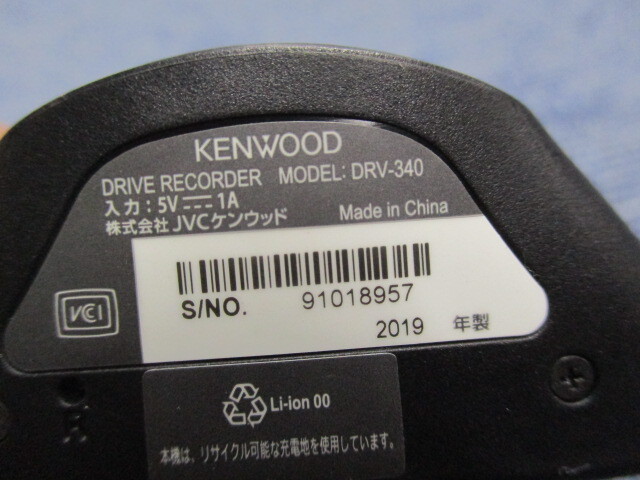 KENWOOD
DRIVE RECORDER MODEL: DRV-340
入力：5V⎓1A
株式会社 JVCケンウッド Made in China
VCCI
S/NO. 91018957
2019 年製
R
Li-ion 00
本機は、リサイクル可能な充電地を使用しています。